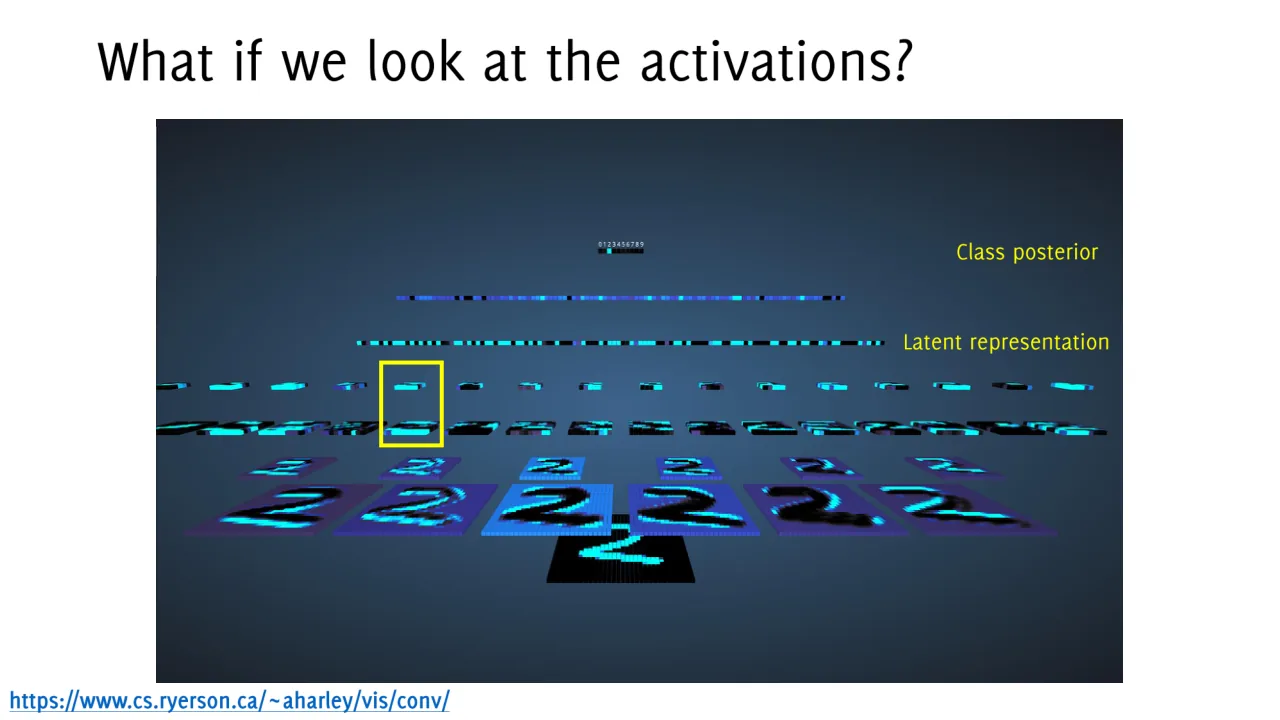 What if we look at the activations?
0123456789
Class posterior
Latent representation
https://www.cs.ryerson.ca/~aharley/vis/conv/